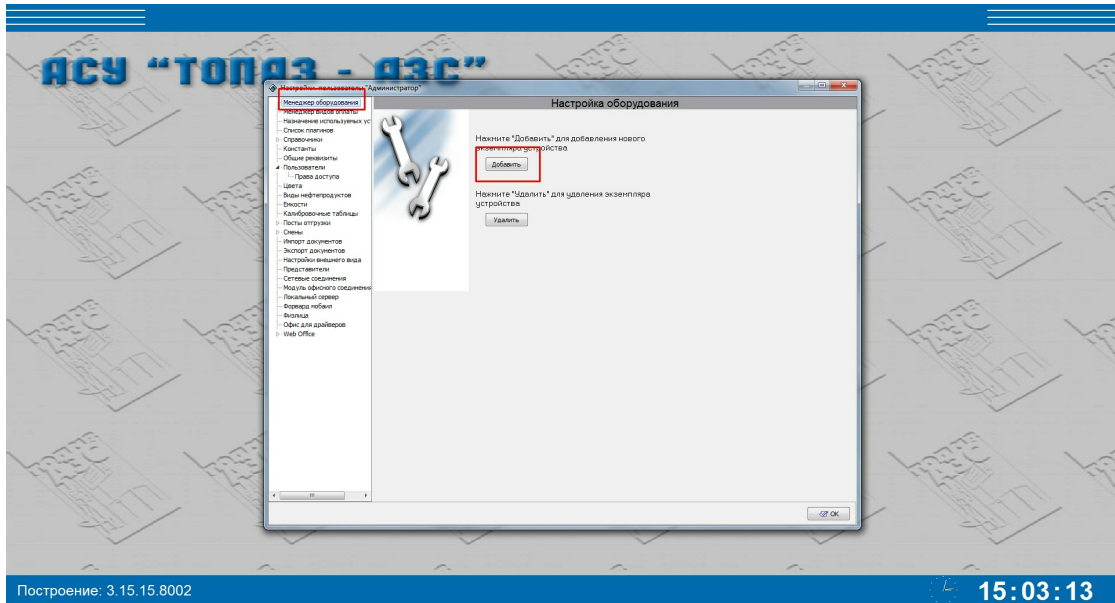 АСУ “ТОПАЗ - АЗС”
Настройки пользователь "Администратор"
Менеджер оборудования
Менеджер видов оплаты
Назначение используемых ус
Список плагинов
Справочники
Константы
Общие реквизиты
Пользователи
Права доступа
Цвета
Виды нефтепродуктов
Емкости
Калибровочные таблицы
Посты отгрузки
Смены
Импорт документов
Экспорт документов
Настройки внешнего вида
Представители
Сетевые соединения
Модуль офисного соединения
Локальный сервер
Форвард мобаил
Физлица
Офис для драйверов
Web Office
Настройка оборудования
Нажмите "Добавить" для добавления нового
экземпляра устройства
Добавить
Нажмите "Удалить" для удаления экземпляра
устройства
Удалить
OK
Построение: 3.15.15.8002
15:03:13